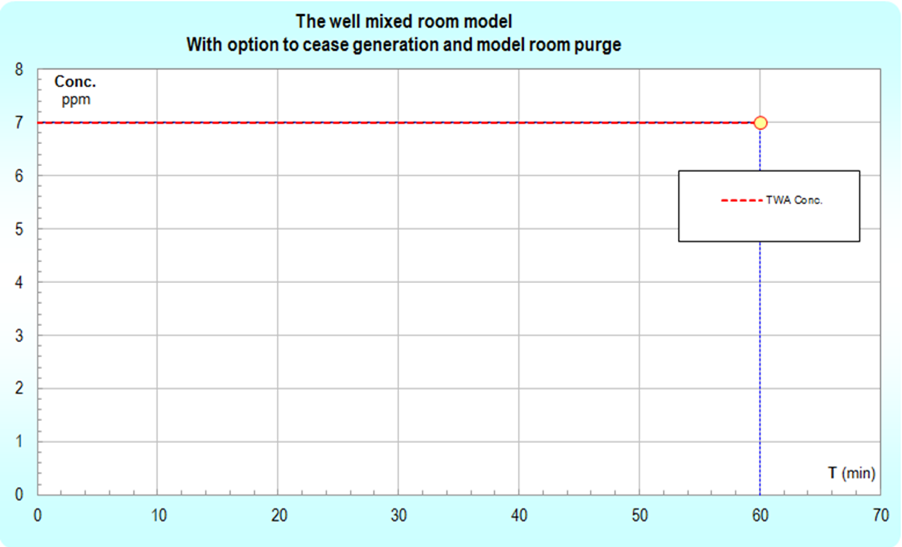 The well mixed room model
With option to cease generation and model room purge
8
Conc.
ppm
7
6
TWA Conc.
5
4
3
2
1
T (min)
0
0 10 20 30 40 50 60 70